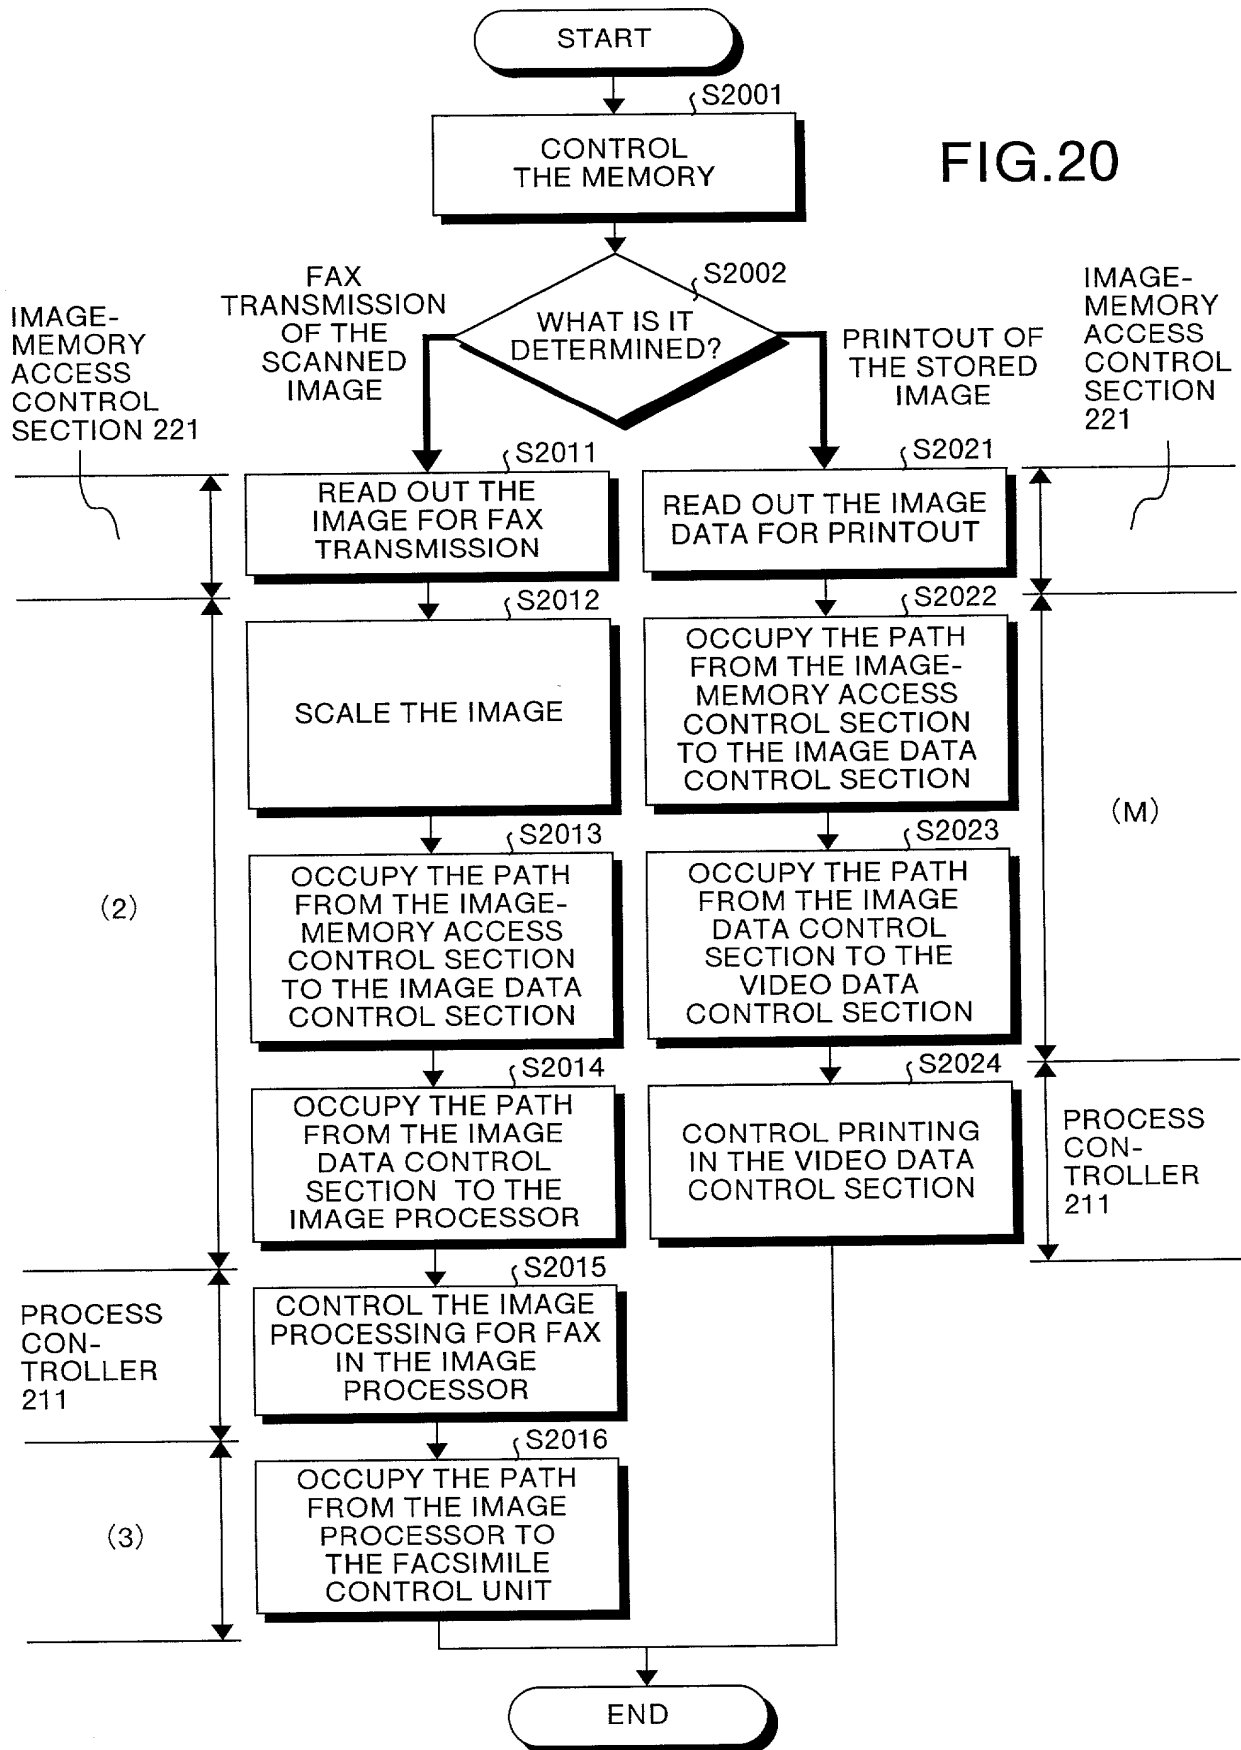 START
S2001
CONTROL
THE MEMORY
FIG.20
S2002
WHAT IS IT
DETERMINED?
FAX
TRANSMISSION
OF THE
SCANNED
IMAGE
PRINTOUT OF
THE STORED
IMAGE
IMAGE-
MEMORY
ACCESS
CONTROL
SECTION 221
IMAGE-
MEMORY
ACCESS
CONTROL
SECTION
221
S2011
READ OUT THE
IMAGE FOR FAX
TRANSMISSION
S2021
READ OUT THE IMAGE
DATA FOR PRINTOUT
S2012
SCALE THE IMAGE
S2022
OCCUPY THE PATH
FROM THE IMAGE-
MEMORY ACCESS
CONTROL SECTION
TO THE IMAGE DATA
CONTROL SECTION
(2)
(M)
S2013
OCCUPY THE PATH
FROM THE IMAGE-
MEMORY ACCESS
CONTROL SECTION
TO THE IMAGE DATA
CONTROL SECTION
S2023
OCCUPY THE PATH
FROM THE IMAGE
DATA CONTROL
SECTION TO THE
VIDEO DATA
CONTROL SECTION
S2014
OCCUPY THE PATH
FROM THE IMAGE
DATA CONTROL
SECTION TO THE
IMAGE PROCESSOR
S2024
CONTROL PRINTING
IN THE VIDEO DATA
CONTROL SECTION
PROCESS
CON-
TROLLER
211
S2015
CONTROL THE IMAGE
PROCESSING FOR FAX
IN THE IMAGE
PROCESSOR
PROCESS
CON-
TROLLER
211
S2016
OCCUPY THE PATH
FROM THE IMAGE
PROCESSOR TO
THE FACSIMILE
CONTROL UNIT
(3)
END